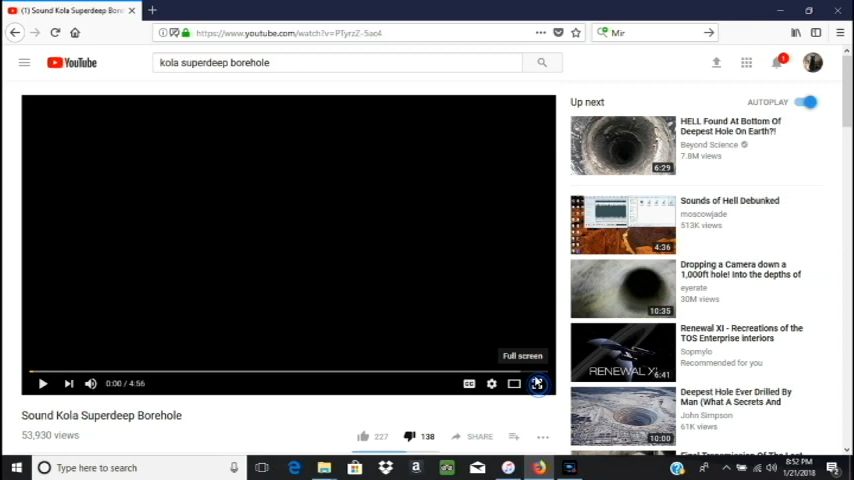 (1) Sound Kola Superdeep Bore
https://www.youtube.com/watch?v=PTyrzZ-Sao4
Mir
YouTube
kola superdeep borehole
1
Up next
AUTOPLAY
HELL Found At Bottom Of
Deepest Hole On Earth?!
Beyond Science
7.8M views
6:29
Sounds of Hell Debunked
moscowjade
513K views
4:36
Dropping a Camera down a
1,000ft hole! Into the depths of
eyerate
30M views
10:35
Renewal XI - Recreations of the
TOS Enterprise interiors
Sopmylo
Recommended for you
RENEWAL XI
6:41
Deepest Hole Ever Drilled By
Man (What A Secrets And
John Simpson
61K views
10:00
Full screen
0:00 / 4:56
CC
Sound Kola Superdeep Borehole
53,930 views
227
138
SHARE
Type here to search
8:52 PM
1/21/2018
2